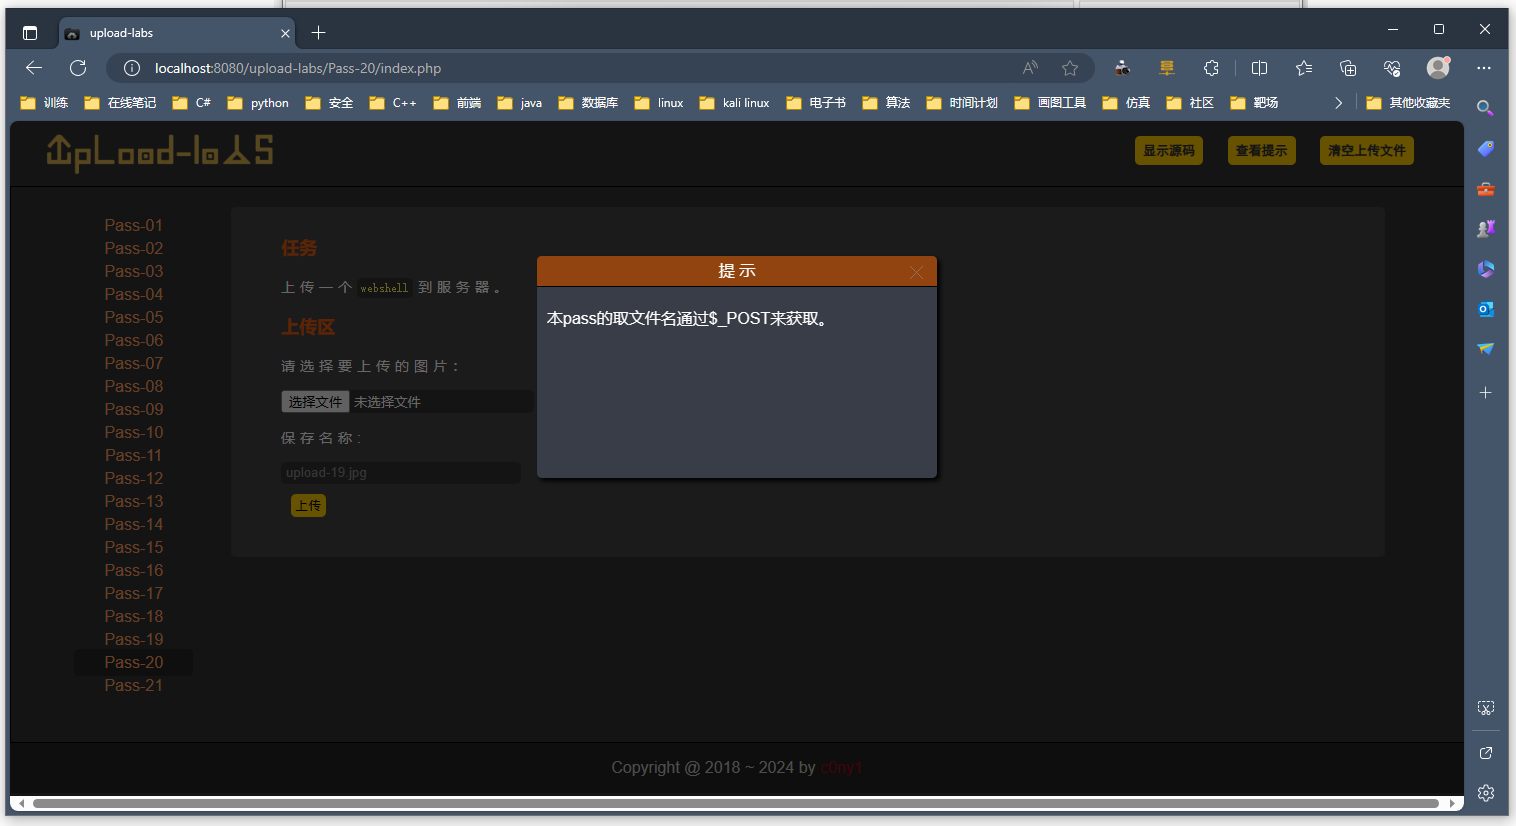 upload-labs
localhost:8080/upload-labs/Pass-20/index.php
训练 在线笔记 C# python 安全 C++ 前端 java 数据库 linux kali linux 电子书 算法 时间计划 画图工具 仿真 社区 靶场 其他收藏夹
UpLoad-labs 显示源码 查看提示 清空上传文件
Pass-01
Pass-02
Pass-03
Pass-04
Pass-05
Pass-06
Pass-07
Pass-08
Pass-09
Pass-10
Pass-11
Pass-12
Pass-13
Pass-14
Pass-15
Pass-16
Pass-17
Pass-18
Pass-19
Pass-20
Pass-21
任务
上传一个 webshell 到服务器。
上传区
请选择要上传的图片：
选择文件 未选择文件
保存名称:
upload-19.jpg
上传
提示
本pass的取文件名通过$_POST来获取。
Copyright @ 2018 ~ 2024 by c0ny1